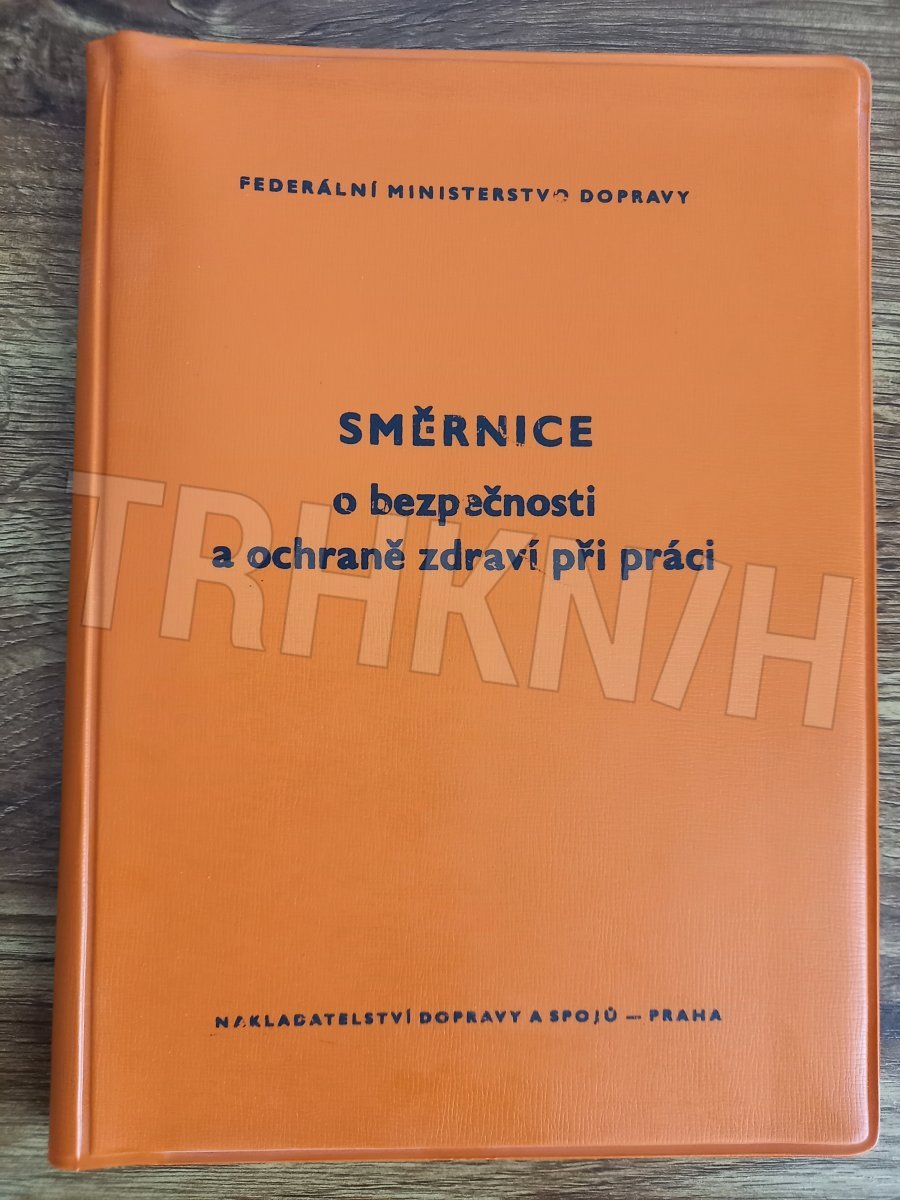 FEDERÁLNÍ MINISTERSTVO DOPRAVY
SMĚRNICE
o bezpečnosti
a ochraně zdraví při práci
TRHKNIH
NAKLADATELSTVÍ DOPRAVY A SPOJŮ — PRAHA